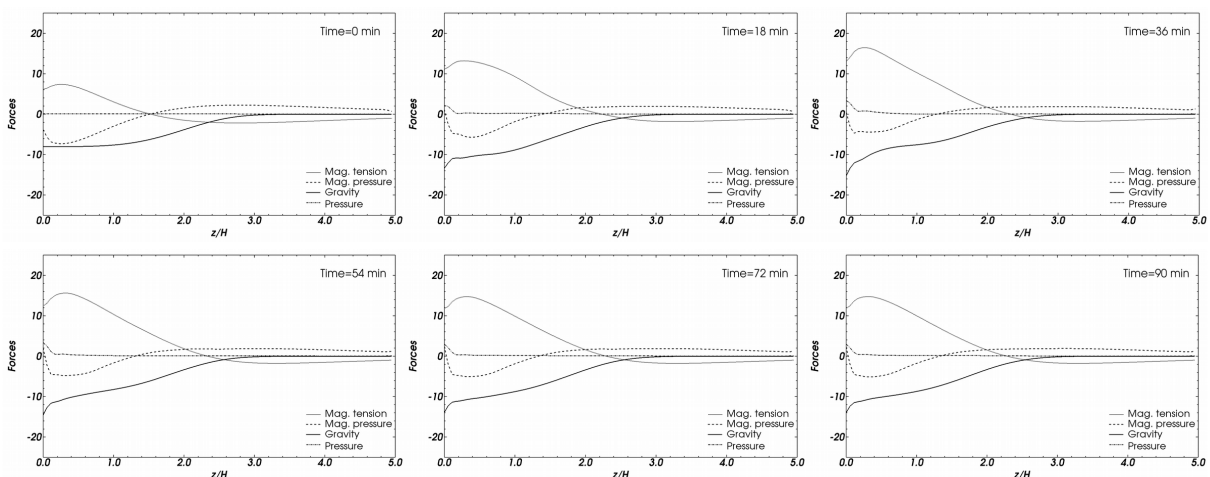 Time=0 min
Forces
20
10
0
-10
-20
Mag. tension
Mag. pressure
Gravity
Pressure
0.0 1.0 2.0 3.0 4.0 5.0
z/H
Time=18 min
Forces
20
10
0
-10
-20
Mag. tension
Mag. pressure
Gravity
Pressure
0.0 1.0 2.0 3.0 4.0 5.0
z/H
Time=36 min
Forces
20
10
0
-10
-20
Mag. tension
Mag. pressure
Gravity
Pressure
0.0 1.0 2.0 3.0 4.0 5.0
z/H
Time=54 min
Forces
20
10
0
-10
-20
Mag. tension
Mag. pressure
Gravity
Pressure
0.0 1.0 2.0 3.0 4.0 5.0
z/H
Time=72 min
Forces
20
10
0
-10
-20
Mag. tension
Mag. pressure
Gravity
Pressure
0.0 1.0 2.0 3.0 4.0 5.0
z/H
Time=90 min
Forces
20
10
0
-10
-20
Mag. tension
Mag. pressure
Gravity
Pressure
0.0 1.0 2.0 3.0 4.0 5.0
z/H